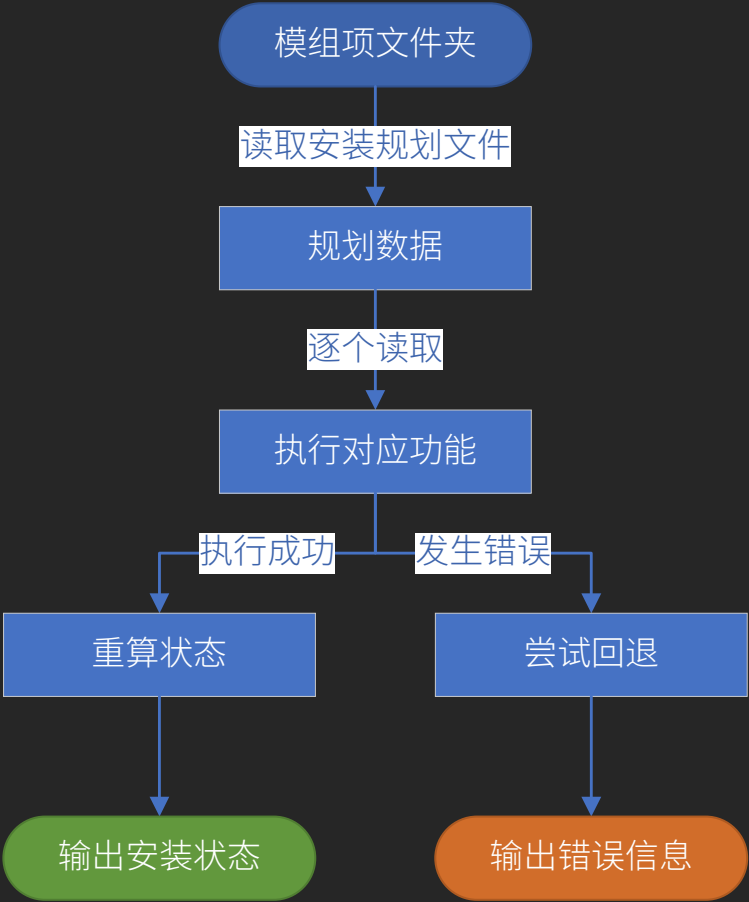 模组项文件夹
读取安装规划文件
规划数据
逐个读取
执行对应功能
执行成功
发生错误
重算状态
尝试回退
输出安装状态
输出错误信息